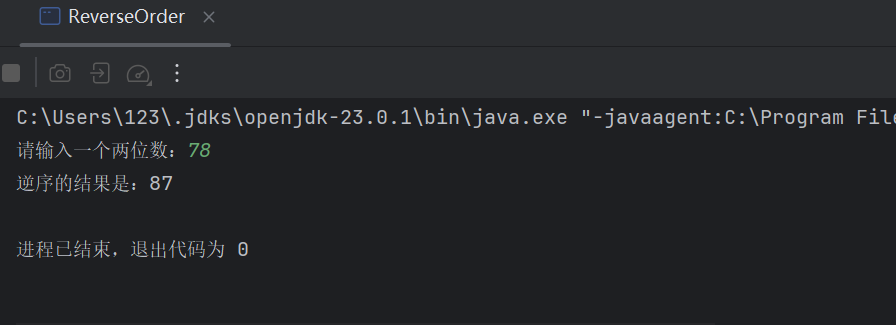 ReverseOrder
C:\Users\123\.jdks\openjdk-23.0.1\bin\java.exe "-javaagent:C:\Program File
请输入一个两位数：78
逆序的结果是：87
进程已结束，退出代码为 0